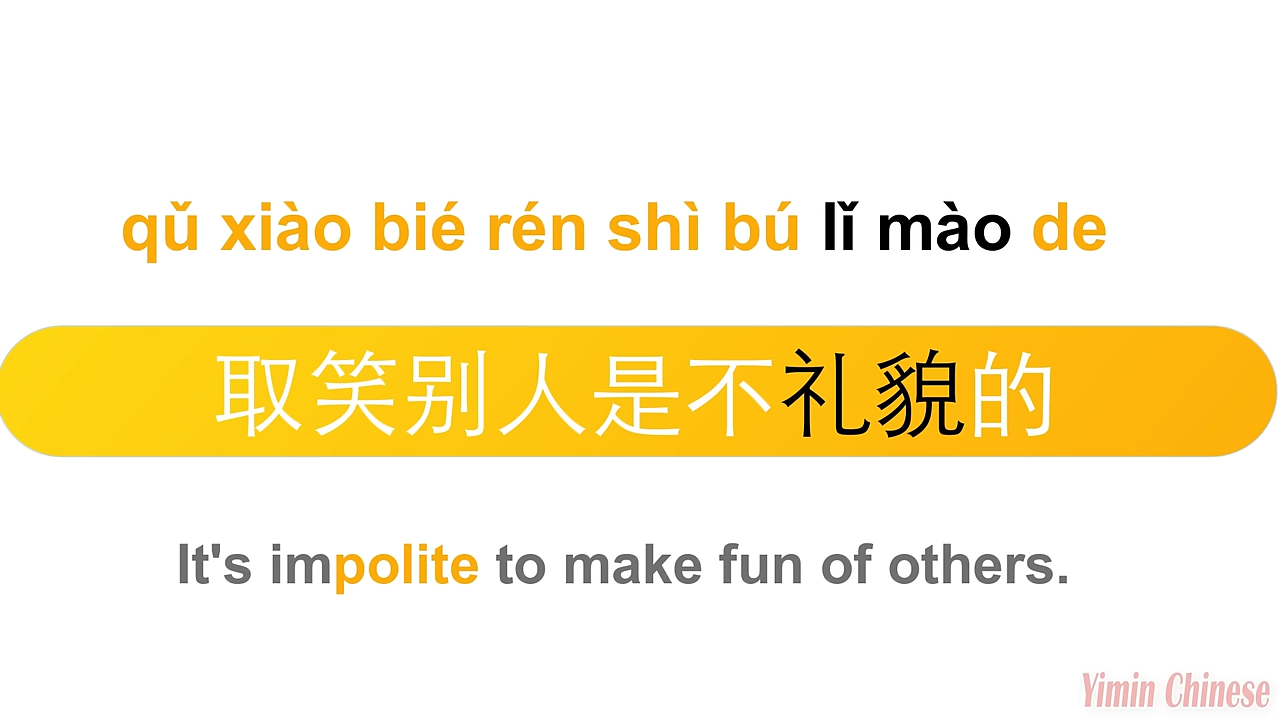 qǔ xiào bié rén shì bú lǐ mào de
取笑别人是不礼貌的
It's impolite to make fun of others.
Yimin Chinese